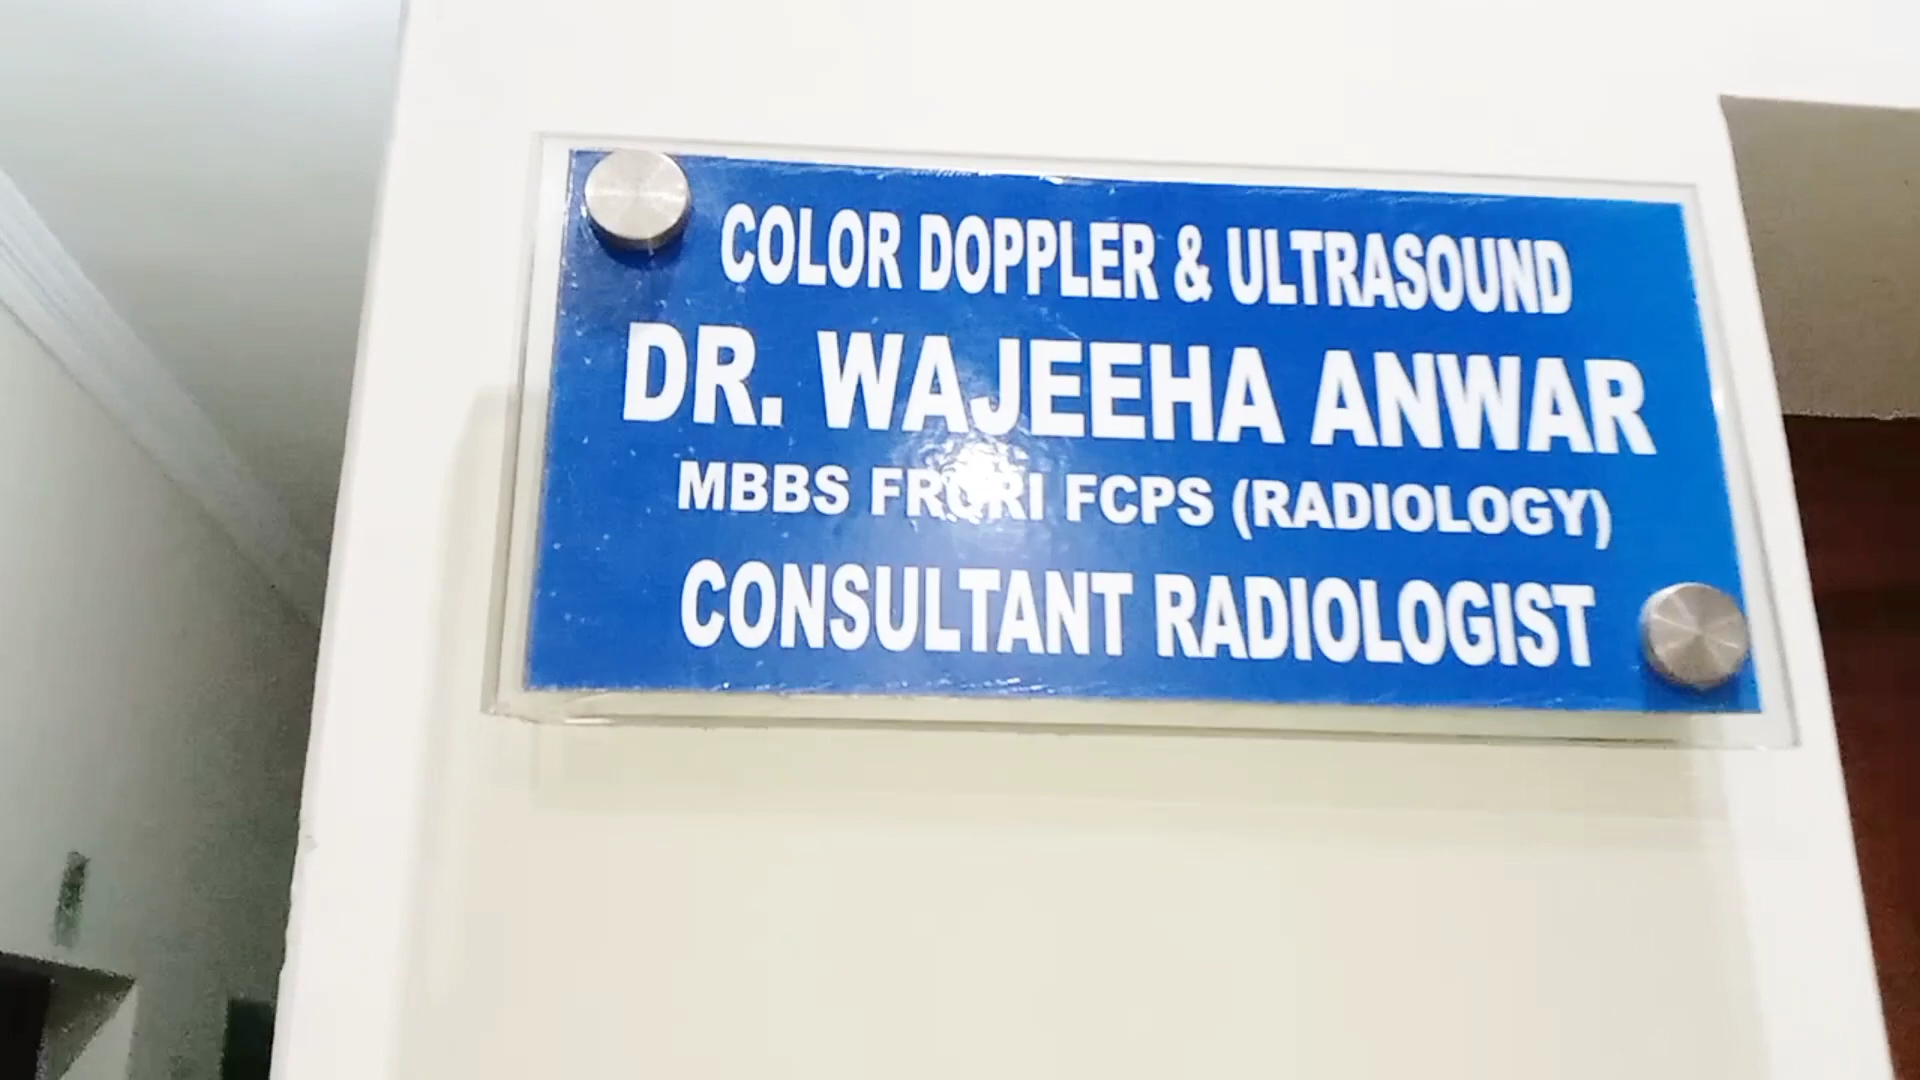 COLOR DOPPLER & ULTRASOUND
DR. WAJEEHA ANWAR
MBBS FCPS (RADIOLOGY)
CONSULTANT RADIOLOGIST